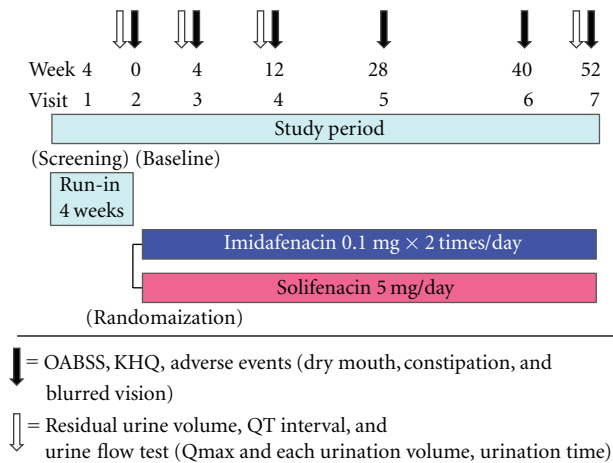 Week 4 0 4 12 28 40 52
Visit 1 2 3 4 5 6 7
Study period
(Screening) (Baseline)
Run-in
4 weeks
Imidafenacin 0.1 mg × 2 times/day
Solifenacin 5 mg/day
(Randomaization)
= OABSS, KHQ, adverse events (dry mouth, constipation, and
blurred vision)
= Residual urine volume, QT interval, and
urine flow test (Qmax and each urination volume, urination time)